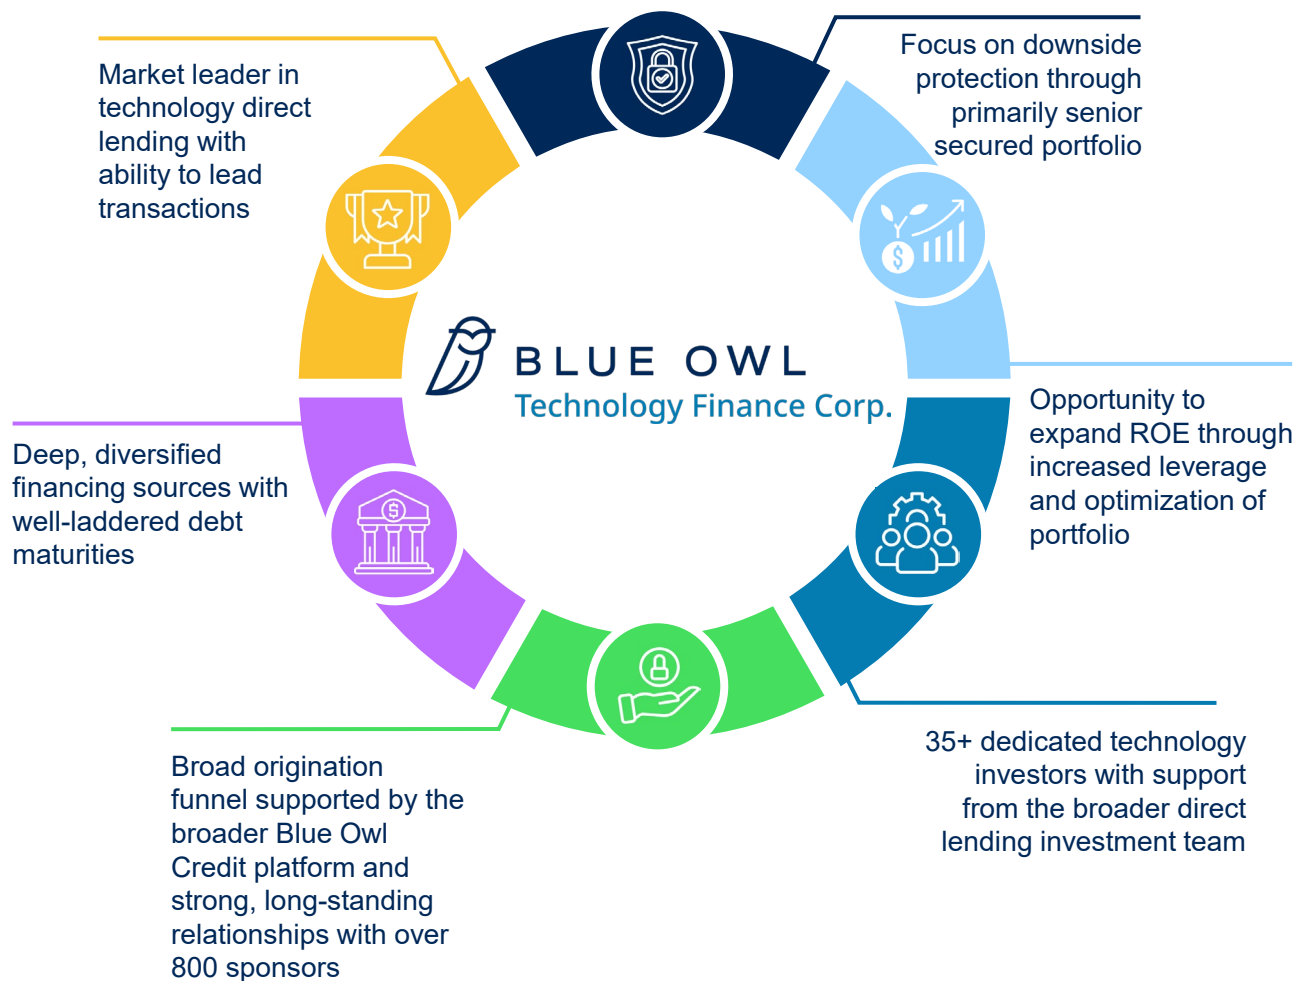 Market leader in
technology direct
lending with
ability to lead
transactions
Focus on downside
protection through
primarily senior
secured portfolio
BLUE OWL
Technology Finance Corp.
Opportunity to
expand ROE through
increased leverage
and optimization of
portfolio
Deep, diversified
financing sources with
well-laddered debt
maturities
35+ dedicated technology
investors with support
from the broader direct
lending investment team
Broad origination
funnel supported by the
broader Blue Owl
Credit platform and
strong, long-standing
relationships with over
800 sponsors
$
$